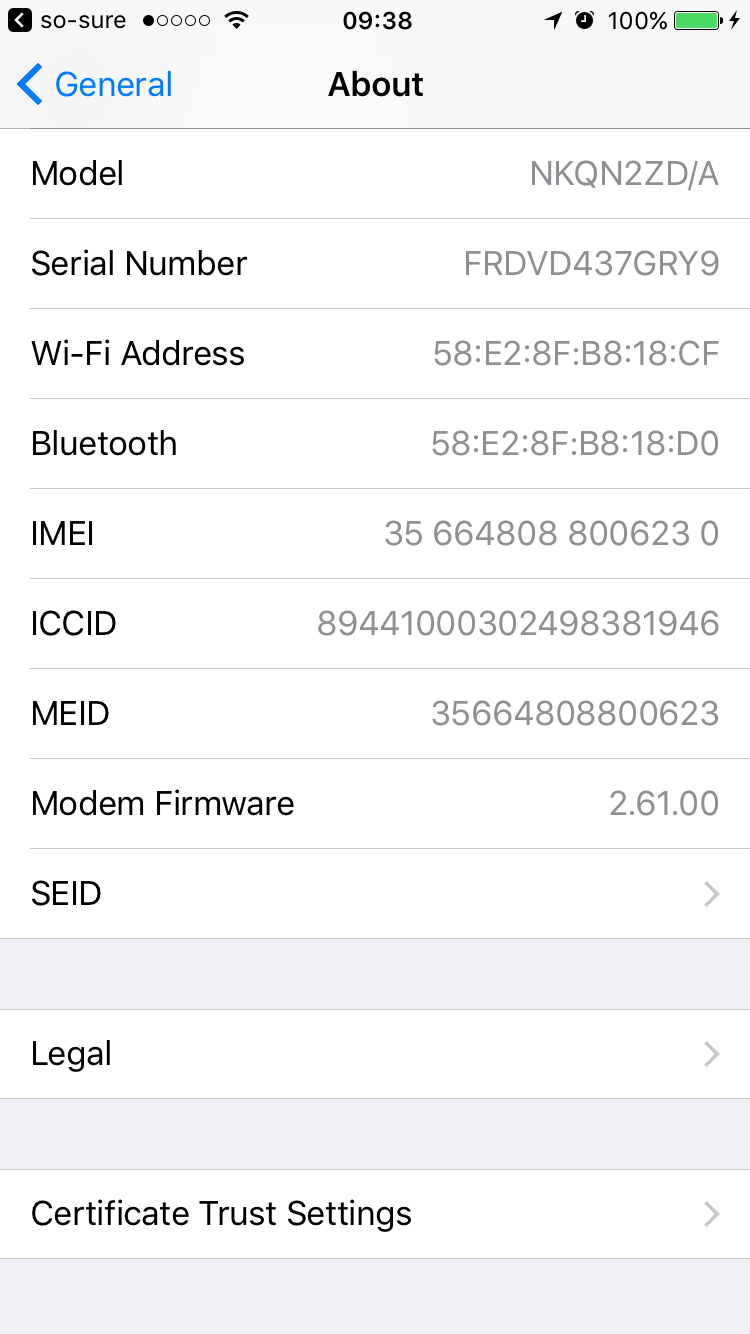 so-sure 09:38 100%
General About
Model NKQN2ZD/A
Serial Number FRDVD437GRY9
Wi-Fi Address 58:E2:8F:B8:18:CF
Bluetooth 58:E2:8F:B8:18:D0
IMEI 35 664808 800623 0
ICCID 89441000302498381946
MEID 35664808800623
Modem Firmware 2.61.00
SEID
Legal
Certificate Trust Settings